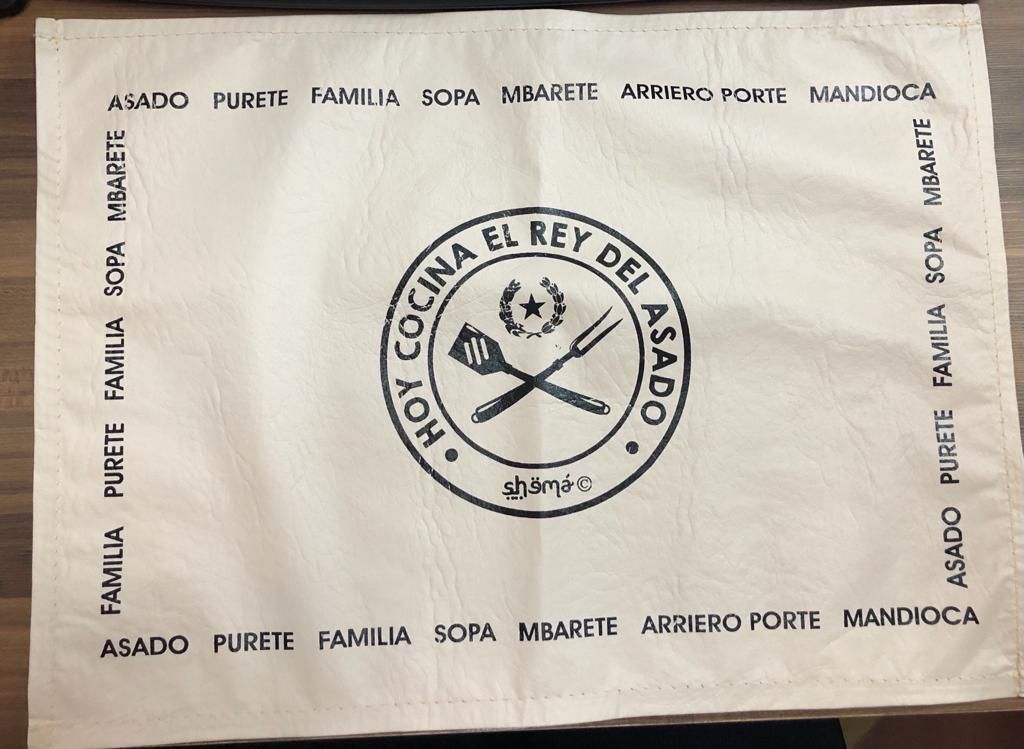 ASADO PURETE FAMILIA SOPA MBARETE ARRIERO PORTE MANDIOCA
FAMILIA PURETE FAMILIA SOPA MBARETE
HOY COCINA EL REY DEL ASADO
shömá©
ASADO PURETE FAMILIA SOPA MBARETE
ASADO PURETE FAMILIA SOPA MBARETE ARRIERO PORTE MANDIOCA